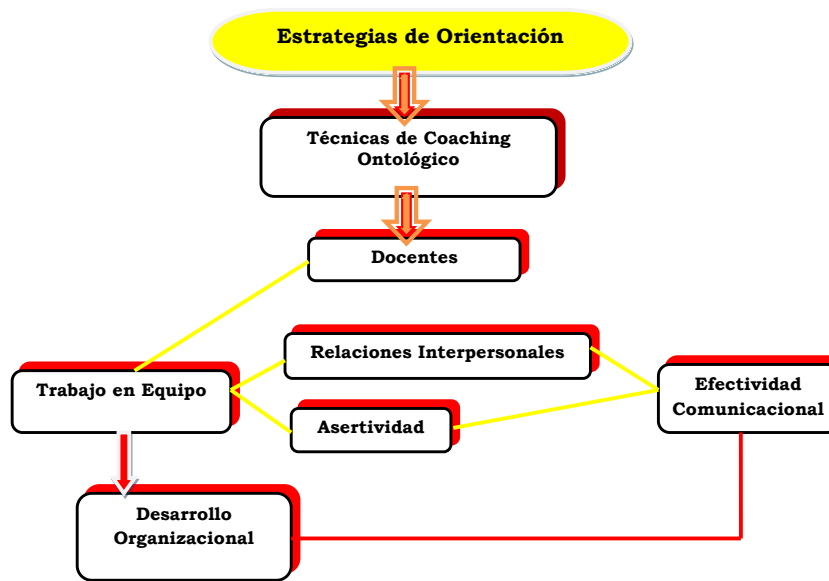 Estrategias de Orientación
Técnicas de Coaching
Ontológico
Docentes
Relaciones Interpersonales
Trabajo en Equipo
Efectividad
Comunicacional
Asertividad
Desarrollo
Organizacional